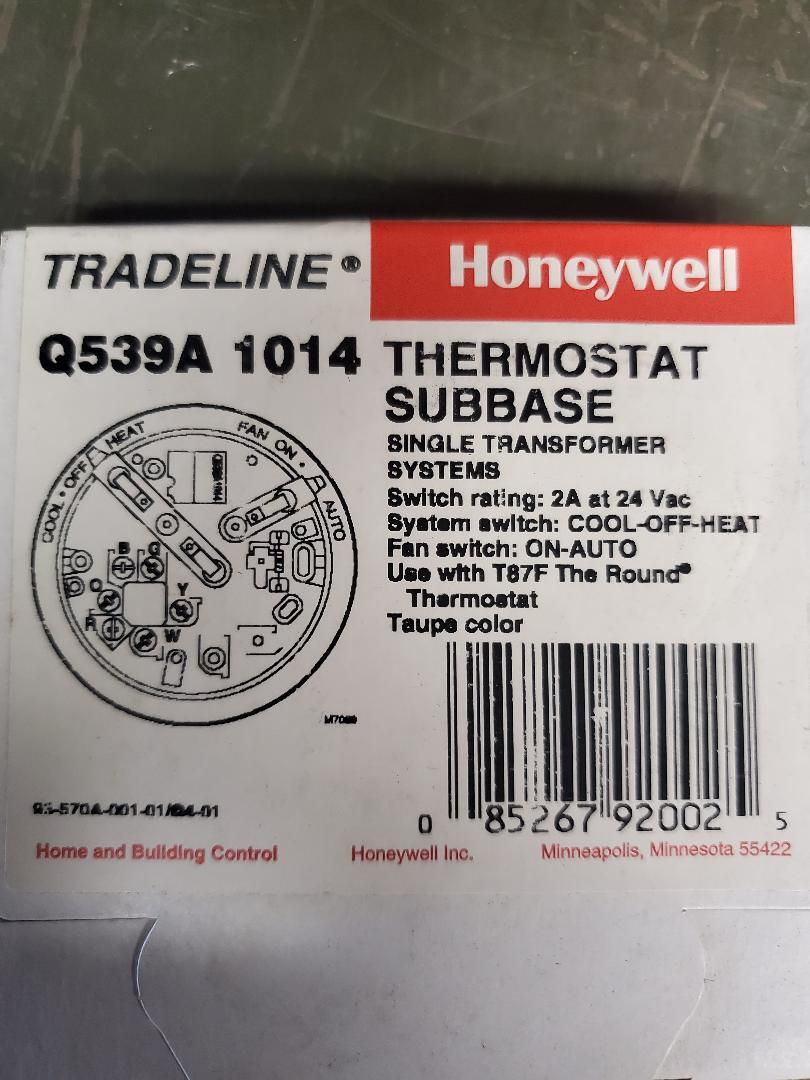 TRADELINE®
Honeywell
Q539A 1014
THERMOSTAT
SUBBASE
SINGLE TRANSFORMER
SYSTEMS
Switch rating: 2A at 24 Vac
System switch: COOL-OFF-HEAT
Fan switch: ON-AUTO
Use with T87F The Round®
Thermostat
Taupe color
COOL • OFF • HEAT
FAN ON •
AUTO
B
G
O
Y
R
W
0 85267 92002 5
Home and Building Control
Honeywell Inc.
Minneapolis, Minnesota 55422